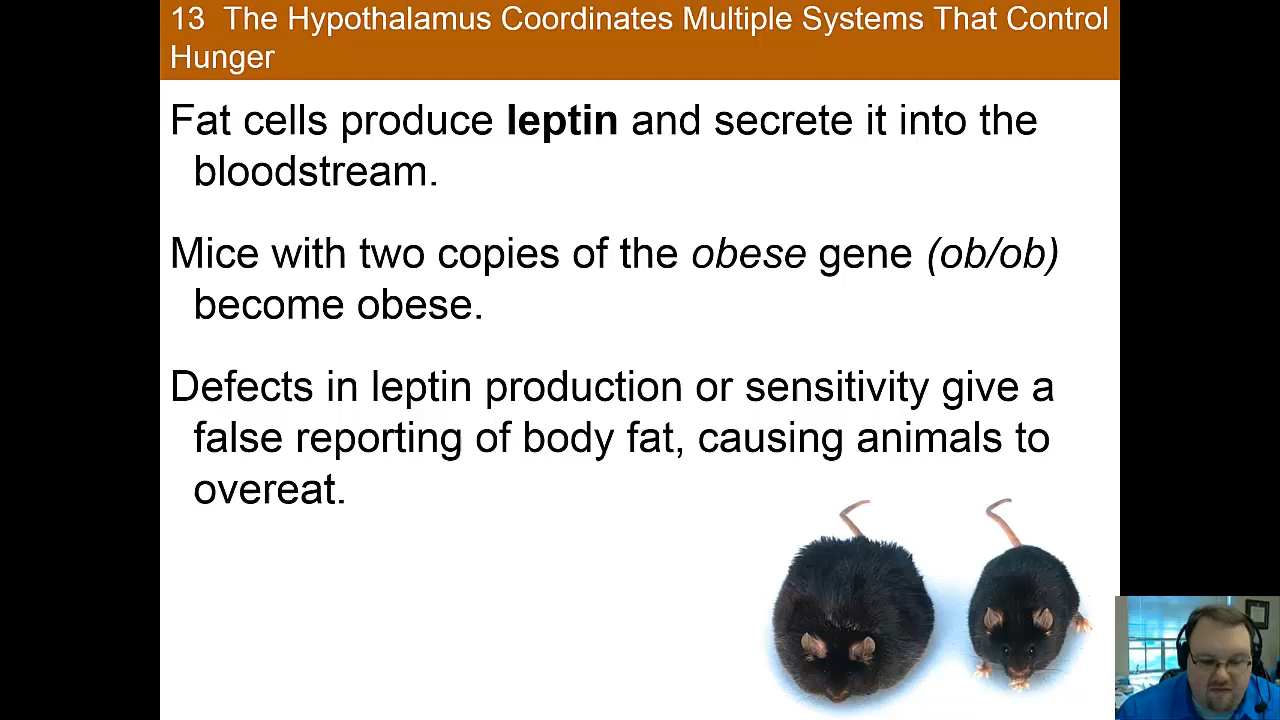 13 The Hypothalamus Coordinates Multiple Systems That Control
Hunger
Fat cells produce leptin and secrete it into the
bloodstream.
Mice with two copies of the obese gene (ob/ob)
become obese.
Defects in leptin production or sensitivity give a
false reporting of body fat, causing animals to
overeat.